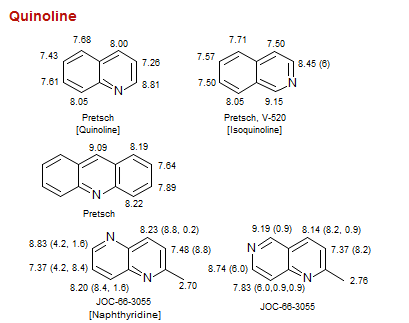 Quinoline
7.68 8.00
7.43 7.26
7.61 N 8.81
8.05
Pretsch
[Quinoline]
7.71 7.50
7.57 8.45 (6)
7.50 N
8.05 9.15
Pretsch, V-520
[Isoquinoline]
9.09 8.19
7.64
7.89
N 8.22
Pretsch
8.23 (8.8, 0.2)
8.83 (4.2, 1.6) N 7.48 (8.8)
7.37 (4.2, 8.4) N
8.20 (8.4, 1.6) 2.70
JOC-66-3055
[Naphthyridine]
9.19 (0.9) 8.14 (8.2, 0.9)
N 7.37 (8.2)
8.74 (6.0) N 2.76
7.83 (6.0,0.9,0.9)
JOC-66-3055